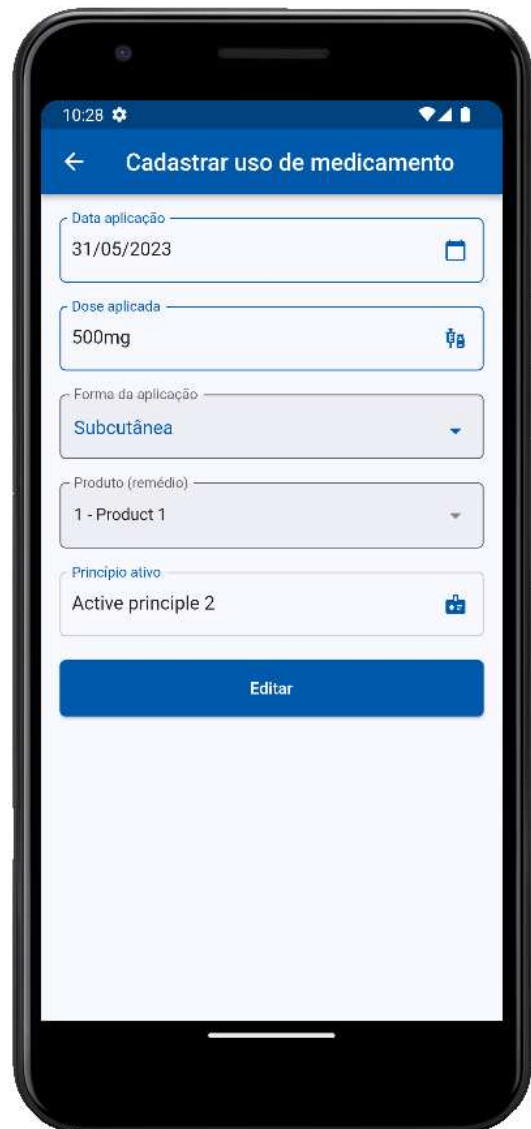 10:28
Cadastrar uso de medicamento
Data aplicação
31/05/2023
Dose aplicada
500mg
Forma da aplicação
Subcutânea
Produto (remédio)
1 - Product 1
Princípio ativo
Active principle 2
Editar